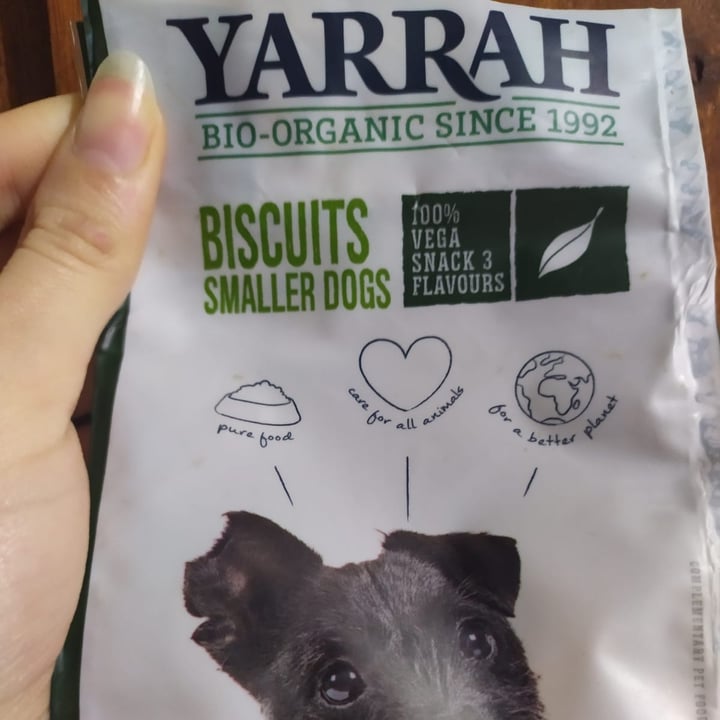 YARRAH
BIO-ORGANIC SINCE 1992
BISCUITS
SMALLER DOGS
100%
VEGA
SNACK 3
FLAVOURS
pure food
care for all animals
for a better planet
COMPLEMENTARY PET